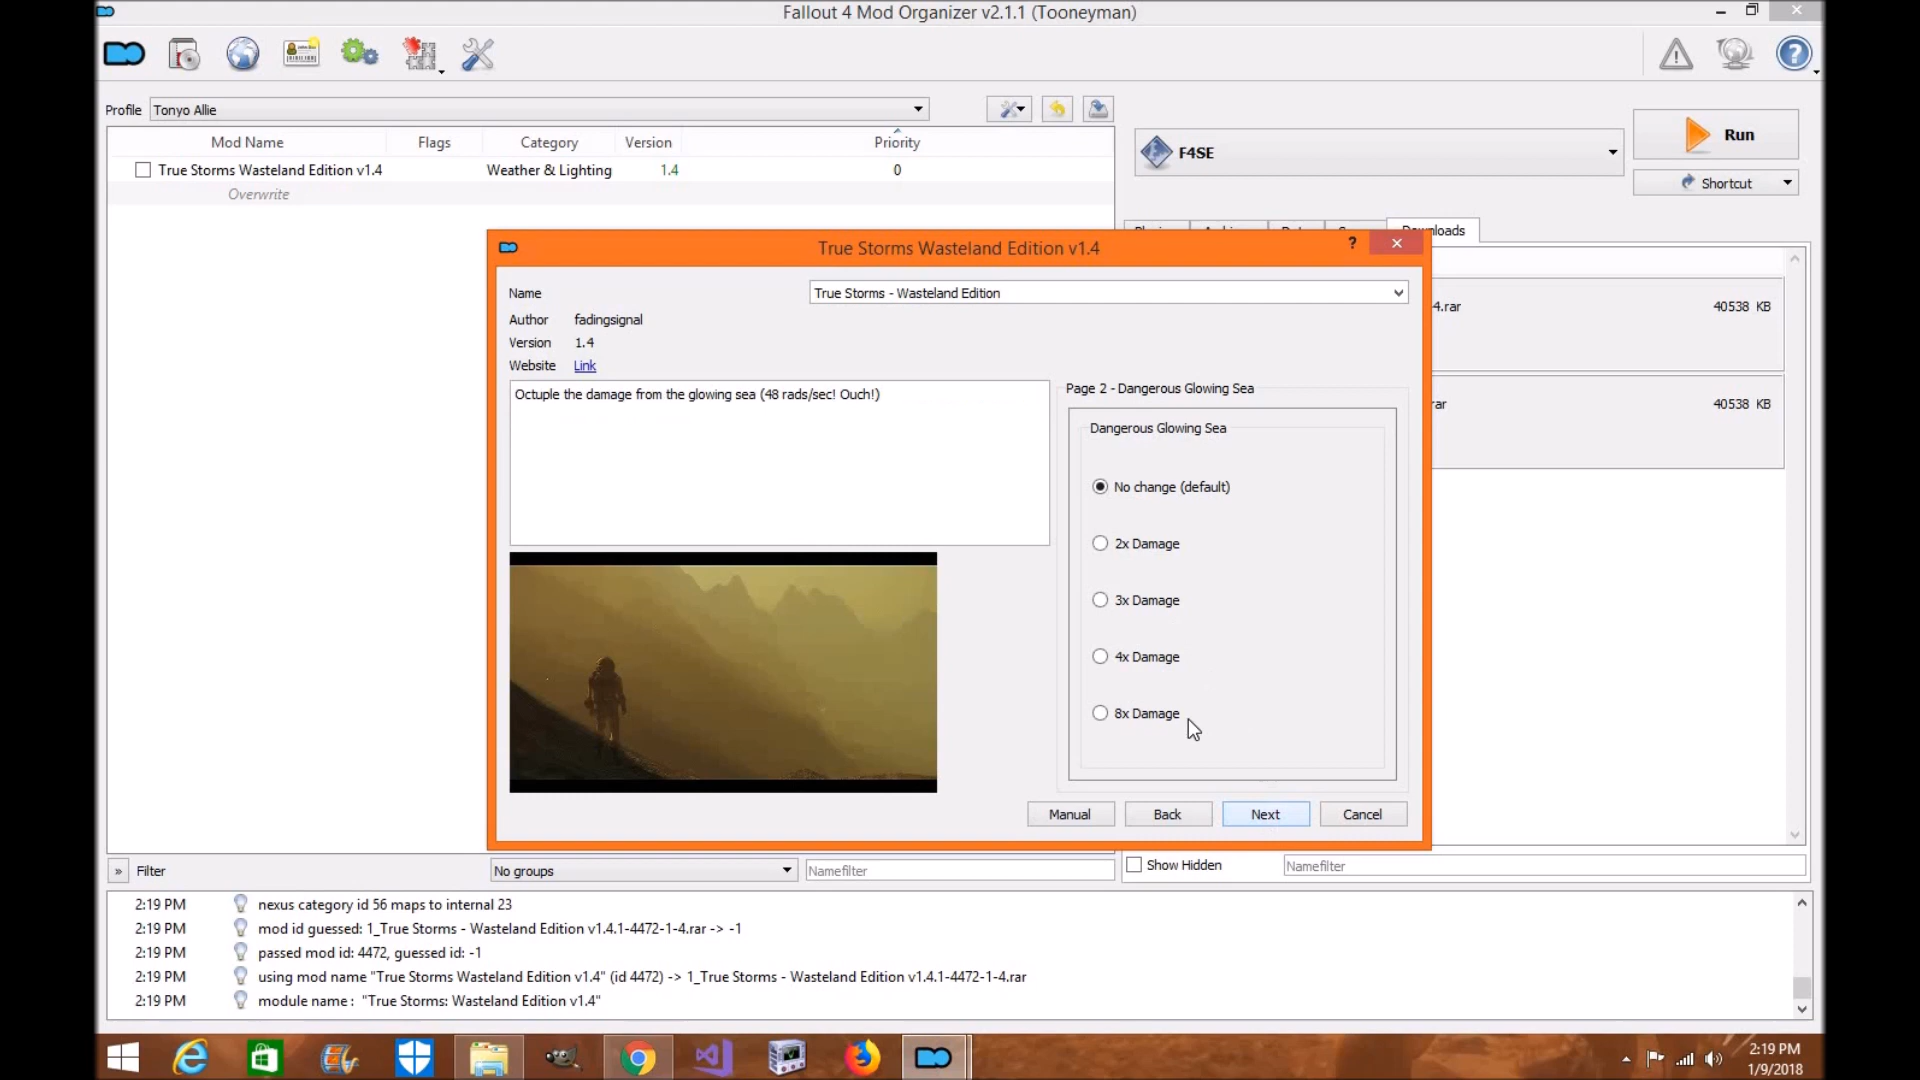 Fallout 4 Mod Organizer v2.1.1 (Tooneyman)
Profile
Tonyo Allie
Mod Name
Flags
Category
Version
Priority
True Storms Wasteland Edition v1.4
Weather & Lighting
1.4
0
Overwrite
F4SE
Run
Shortcut
Downloads
4.rar
40538 KB
rar
40538 KB
True Storms Wasteland Edition v1.4
?
Name
True Storms - Wasteland Edition
Author
fadingsignal
Version
1.4
Website
Link
Octuple the damage from the glowing sea (48 rads/sec! Ouch!)
Page 2 - Dangerous Glowing Sea
Dangerous Glowing Sea
No change (default)
2x Damage
3x Damage
4x Damage
8x Damage
Manual
Back
Next
Cancel
» Filter
No groups
Namefilter
Show Hidden
Namefilter
2:19 PM nexus category id 56 maps to internal 23
2:19 PM mod id guessed: 1_True Storms - Wasteland Edition v1.4.1-4472-1-4.rar -> -1
2:19 PM passed mod id: 4472, guessed id: -1
2:19 PM using mod name "True Storms Wasteland Edition v1.4" (id 4472) -> 1_True Storms - Wasteland Edition v1.4.1-4472-1-4.rar
2:19 PM module name : "True Storms: Wasteland Edition v1.4"
2:19 PM
1/9/2018